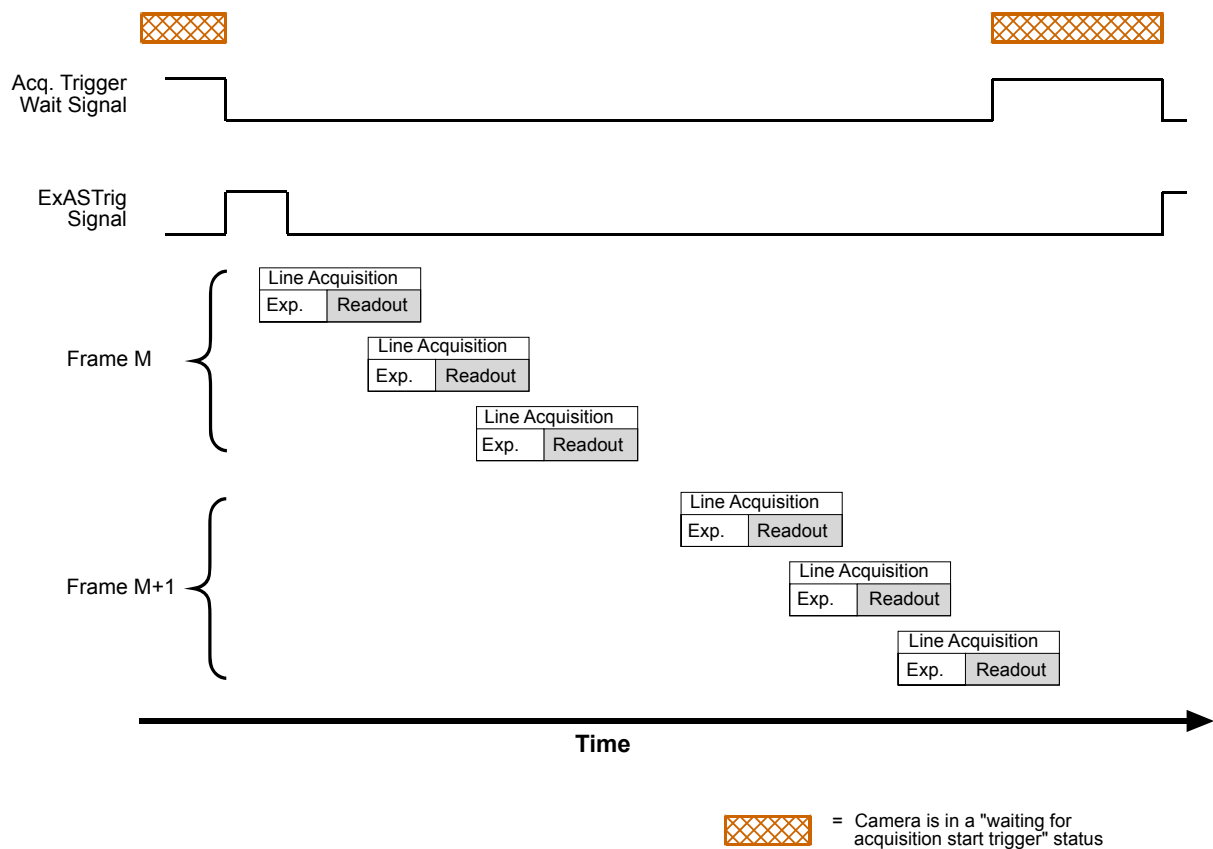 Acq. Trigger
Wait Signal
ExASTrig
Signal
Frame M
Line Acquisition
Exp. Readout
Line Acquisition
Exp. Readout
Line Acquisition
Exp. Readout
Frame M+1
Line Acquisition
Exp. Readout
Line Acquisition
Exp. Readout
Line Acquisition
Exp. Readout
Time
= Camera is in a "waiting for
acquisition start trigger" status